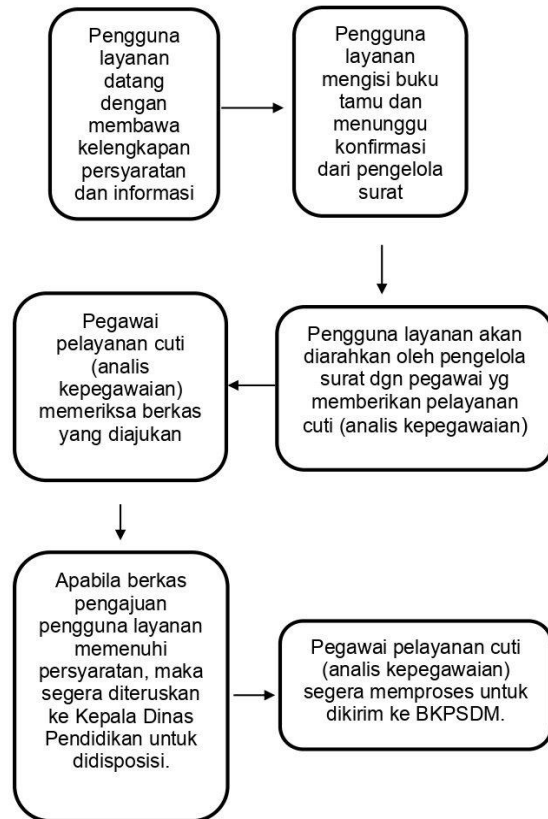 Pengguna
layanan
datang
dengan
membawa
kelengkapan
persyaratan
dan informasi
Pengguna
layanan
mengisi buku
tamu dan
menunggu
konfirmasi
dari pengelola
surat
Pengguna layanan akan
diarahkan oleh pengelola
surat dgn pegawai yg
memberikan pelayanan
cuti (analis kepegawaian)
Pegawai
pelayanan cuti
(analis
kepegawaian)
memeriksa berkas
yang diajukan
Apabila berkas
pengajuan
pengguna layanan
memenuhi
persyaratan, maka
segera diteruskan
ke Kepala Dinas
Pendidikan untuk
didisposisi.
Pegawai pelayanan cuti
(analis kepegawaian)
segera memproses untuk
dikirim ke BKPSDM.